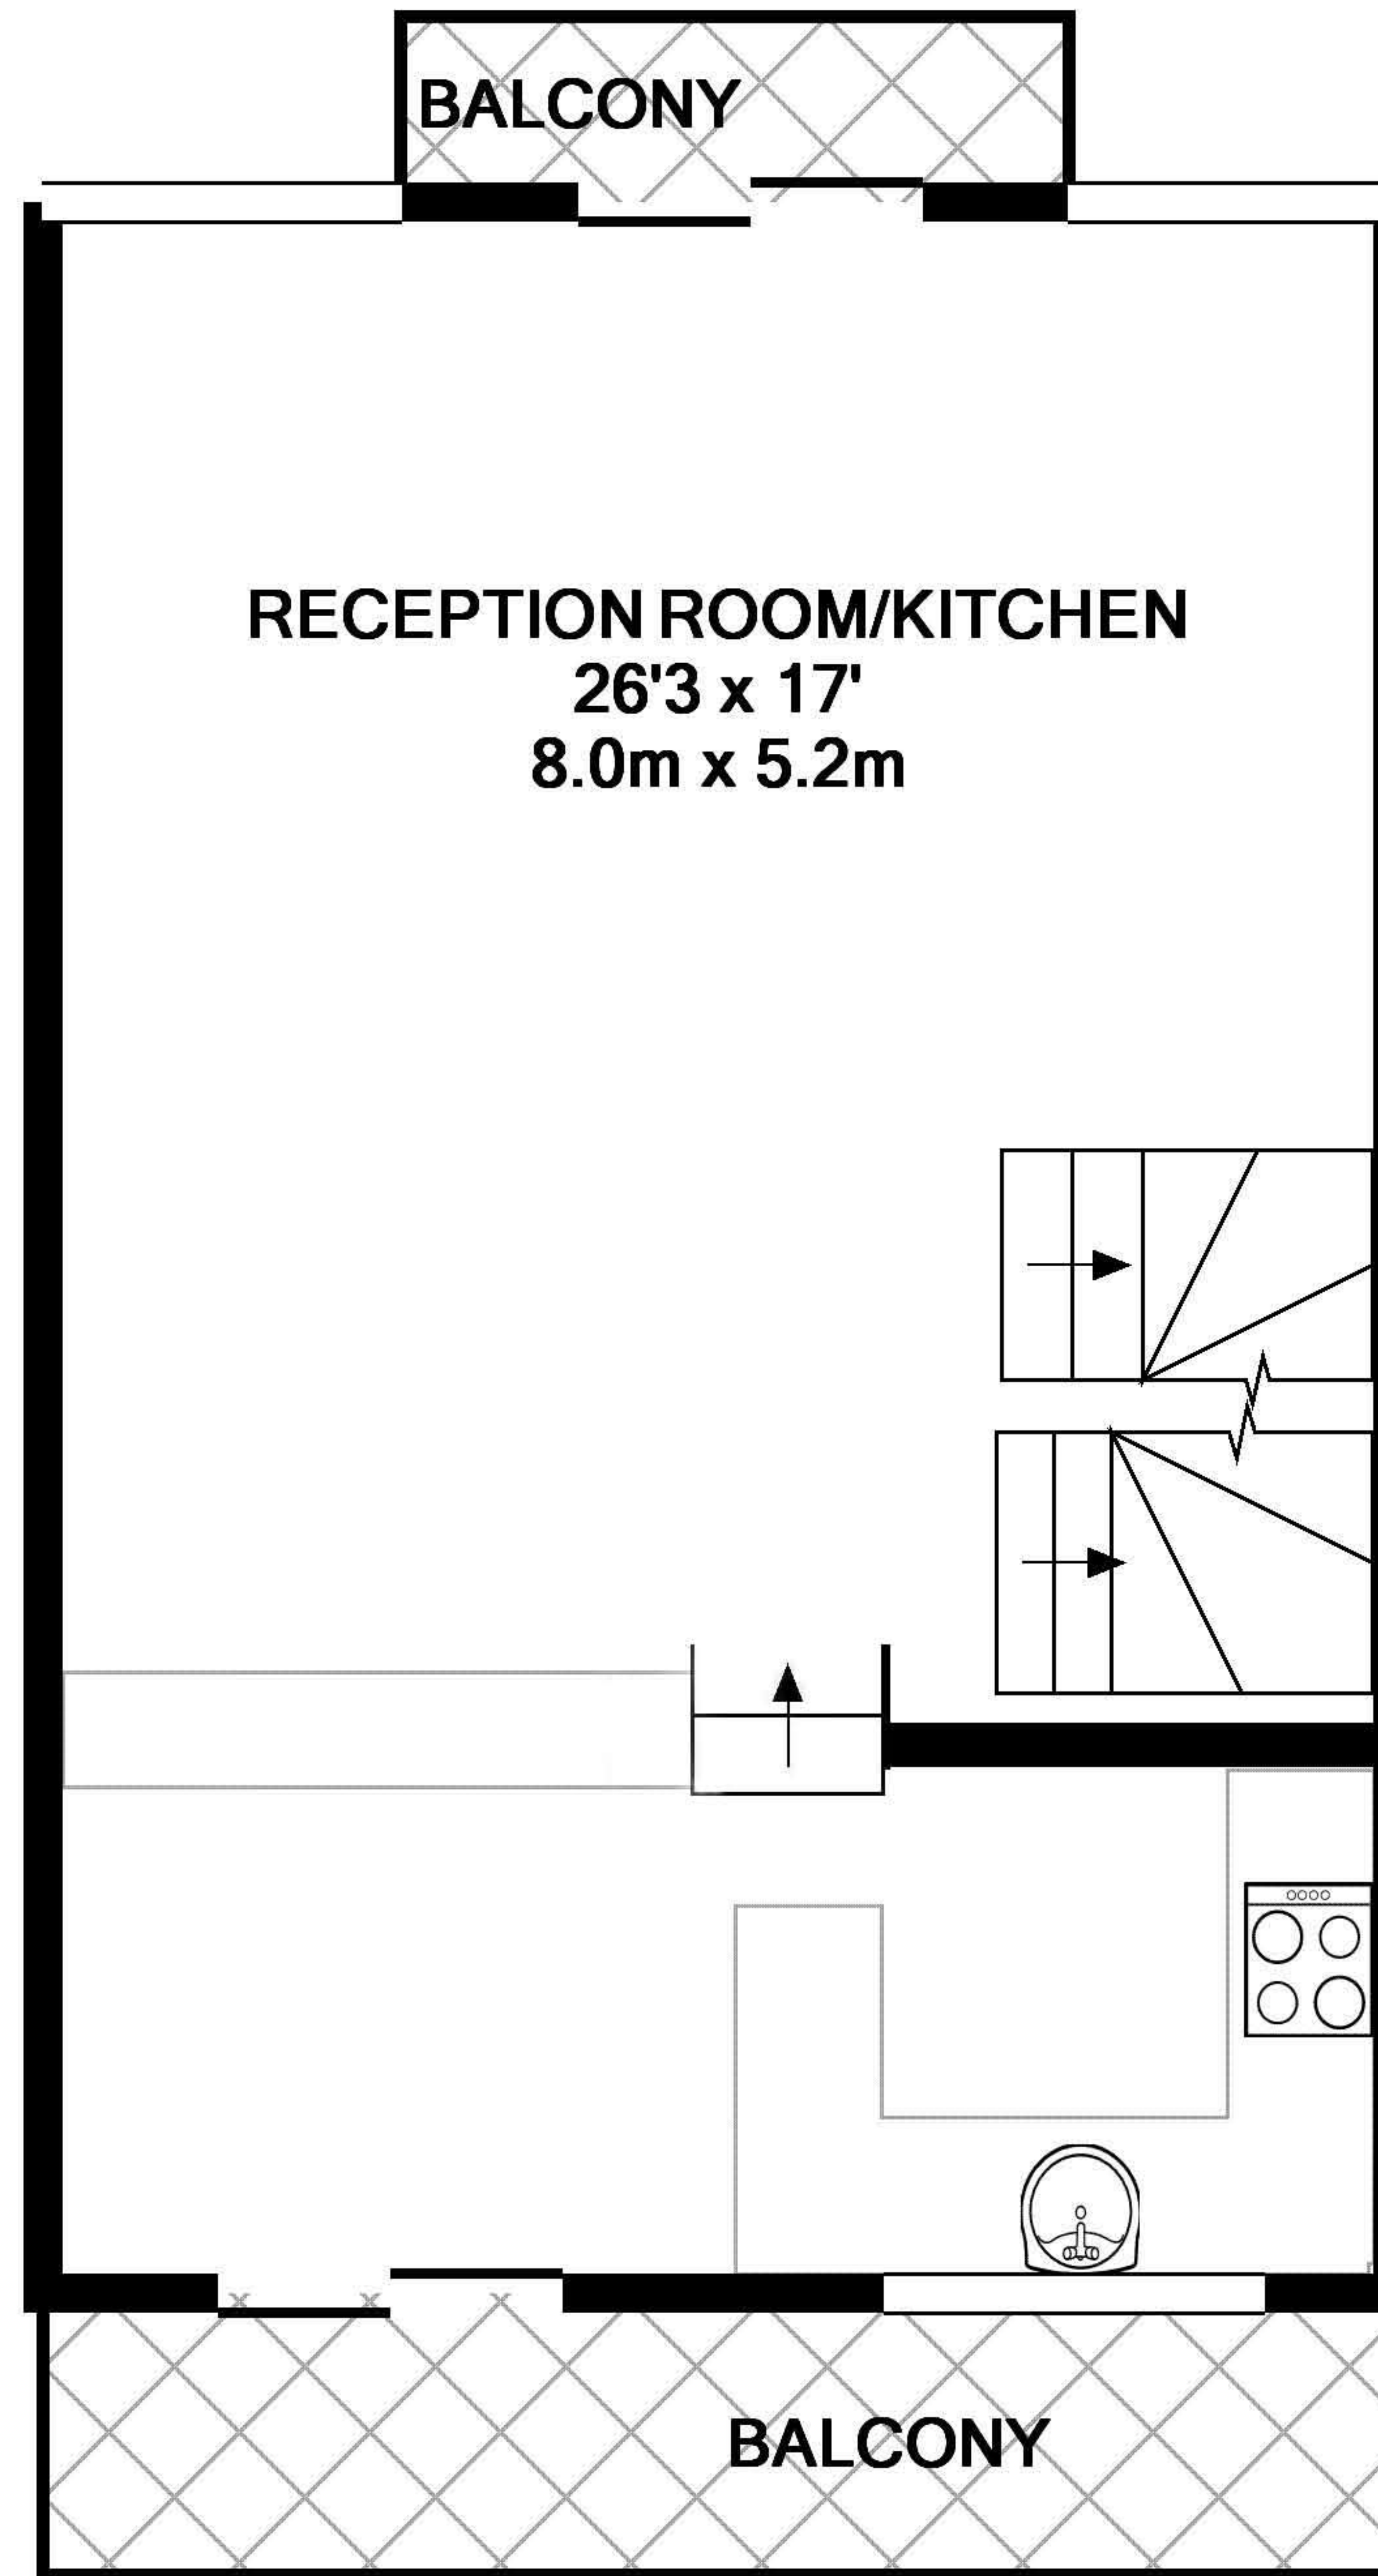 BALCONY
RECEPTION ROOM/KITCHEN
26'3 x 17'
8.0m x 5.2m
BALCONY